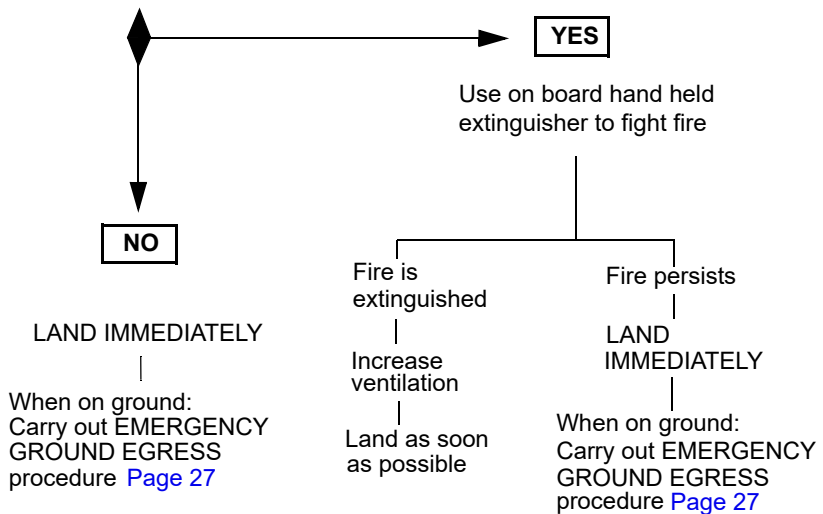 YES
Use on board hand held
extinguisher to fight fire
NO
LAND IMMEDIATELY
When on ground:
Carry out EMERGENCY
GROUND EGRESS
procedure Page 27
Fire is
extinguished
Increase
ventilation
Land as soon
as possible
Fire persists
LAND
IMMEDIATELY
When on ground:
Carry out EMERGENCY
GROUND EGRESS
procedure Page 27